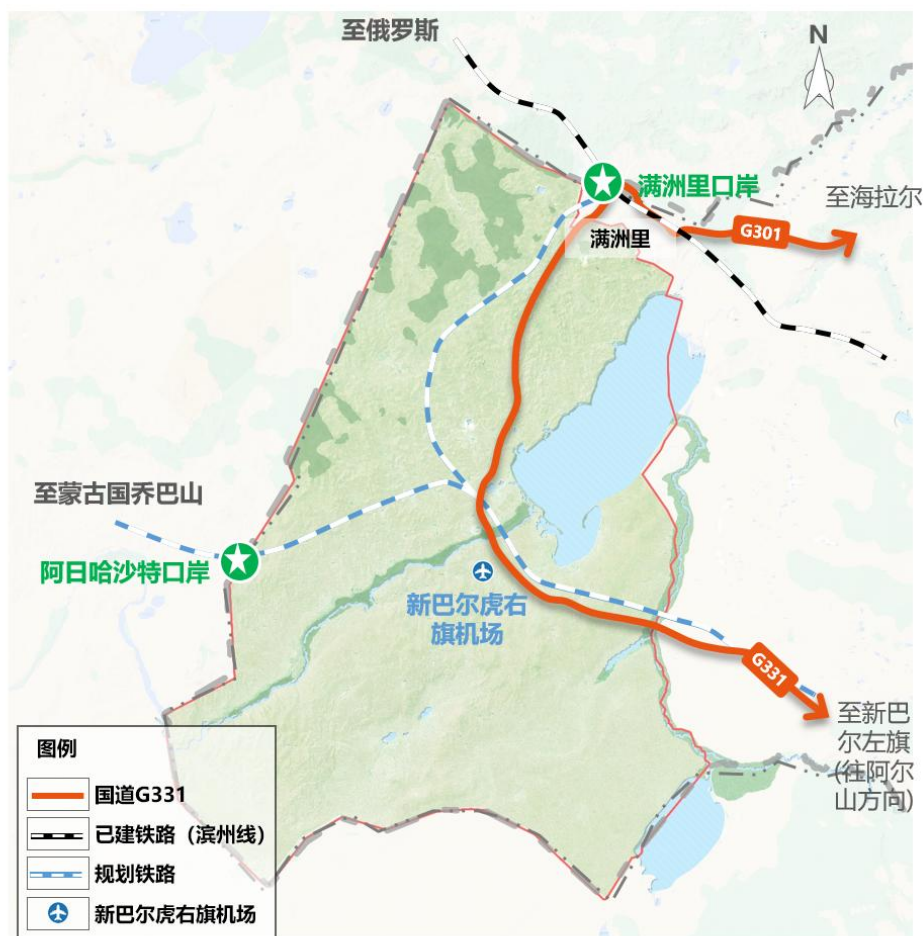 至俄罗斯
N
满洲里口岸
至海拉尔
G301
满洲里
至蒙古国乔巴山
阿日哈沙特口岸
新巴尔虎右
旗机场
G331
至新巴
尔左旗
(往阿尔
山方向)
图例
国道G331
已建铁路（滨州线）
规划铁路
新巴尔虎右旗机场